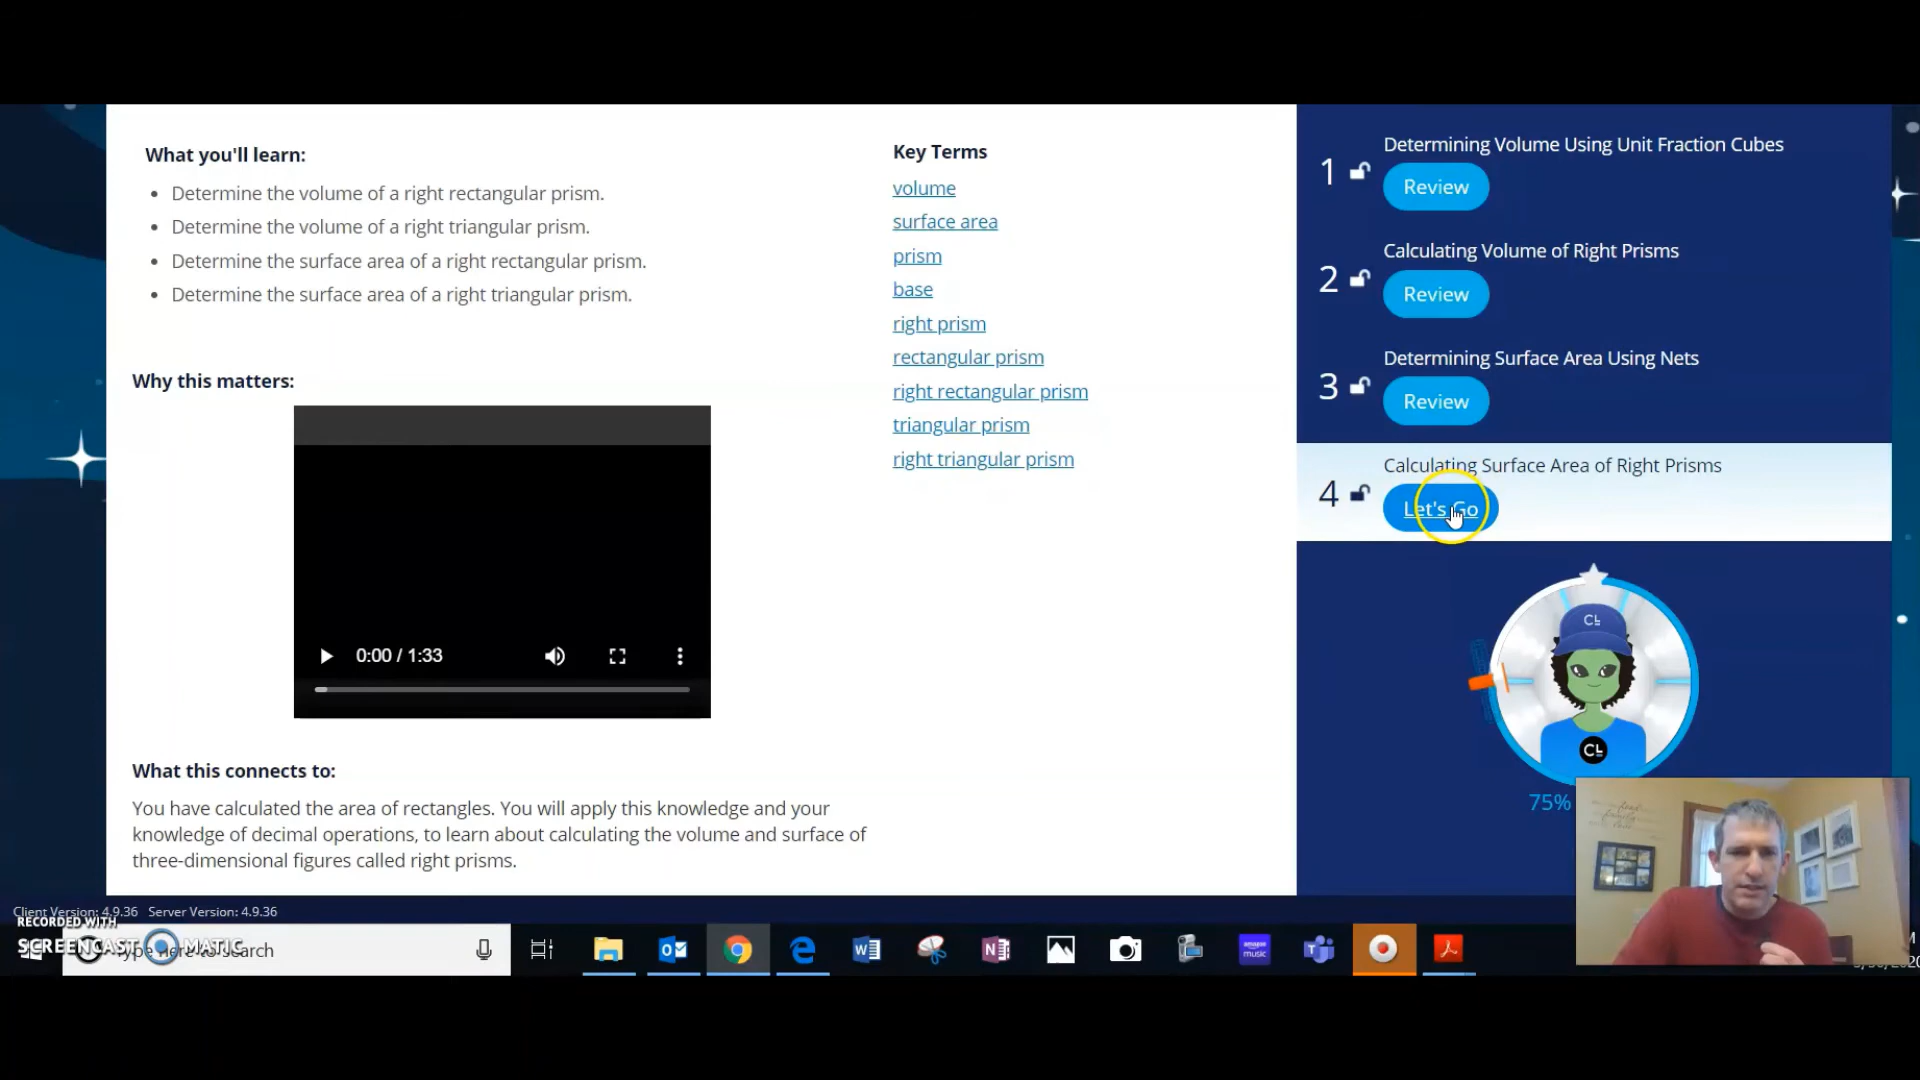 What you'll learn:
Determine the volume of a right rectangular prism.
Determine the volume of a right triangular prism.
Determine the surface area of a right rectangular prism.
Determine the surface area of a right triangular prism.
Why this matters:
0:00 / 1:33
What this connects to:
You have calculated the area of rectangles. You will apply this knowledge and your
knowledge of decimal operations, to learn about calculating the volume and surface of
three-dimensional figures called right prisms.
Key Terms
volume
surface area
prism
base
right prism
rectangular prism
right rectangular prism
triangular prism
right triangular prism
1 Determining Volume Using Unit Fraction Cubes
Review
2 Calculating Volume of Right Prisms
Review
3 Determining Surface Area Using Nets
Review
4 Calculating Surface Area of Right Prisms
Let's Go
CL
CL
75%
Client Version: 4.9.36 Server Version: 4.9.36
RECORDED WITH
SCREENCAST MATIC
Type here to search
amazon
music